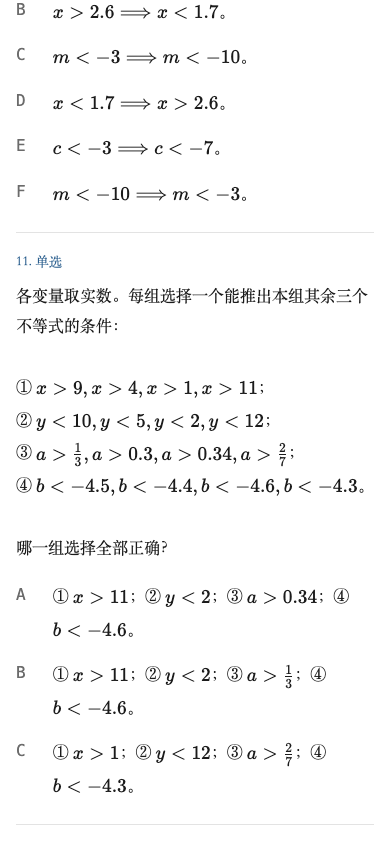 B x > 2.6 ⟹ x < 1.7。
C m < −3 ⟹ m < −10。
D x < 1.7 ⟹ x > 2.6。
E c < −3 ⟹ c < −7。
F m < −10 ⟹ m < −3。
11. 单选
各变量取实数。每组选择一个能推出本组其余三个
不等式的条件：
① x > 9, x > 4, x > 1, x > 11；
② y < 10, y < 5, y < 2, y < 12；
③ a > 1/3, a > 0.3, a > 0.34, a > 2/7；
④ b < −4.5, b < −4.4, b < −4.6, b < −4.3。
哪一组选择全部正确?
A ① x > 11；② y < 2；③ a > 0.34；④
b < −4.6。
B ① x > 11；② y < 2；③ a > 1/3；④
b < −4.6。
C ① x > 1；② y < 12；③ a > 2/7；④
b < −4.3。